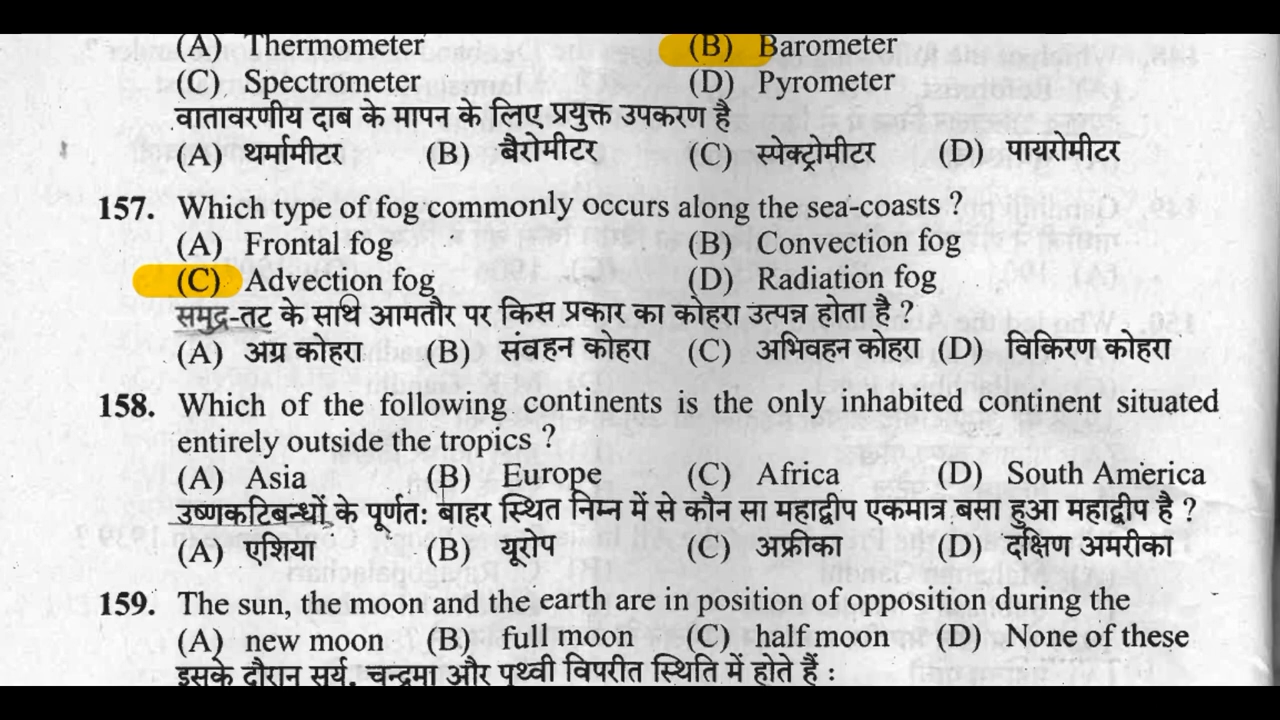 (A) Thermometer (B) Barometer
(C) Spectrometer (D) Pyrometer
वातावरणीय दाब के मापन के लिए प्रयुक्त उपकरण है
(A) थर्मामीटर (B) बैरोमीटर (C) स्पेक्ट्रोमीटर (D) पायरोमीटर
157. Which type of fog commonly occurs along the sea-coasts ?
(A) Frontal fog (B) Convection fog
(C) Advection fog (D) Radiation fog
समुद्र-तट के साथ आमतौर पर किस प्रकार का कोहरा उत्पन्न होता है ?
(A) अग्र कोहरा (B) संवहन कोहरा (C) अभिवहन कोहरा (D) विकिरण कोहरा
158. Which of the following continents is the only inhabited continent situated
entirely outside the tropics ?
(A) Asia (B) Europe (C) Africa (D) South America
उष्णकटिबन्धों के पूर्णत: बाहर स्थित निम्न में से कौन सा महाद्वीप एकमात्र बसा हुआ महाद्वीप है ?
(A) एशिया (B) यूरोप (C) अफ्रीका (D) दक्षिण अमरीका
159. The sun, the moon and the earth are in position of opposition during the
(A) new moon (B) full moon (C) half moon (D) None of these
इसके दौरान सूर्य, चन्द्रमा और पृथ्वी विपरीत स्थिति में होते हैं :